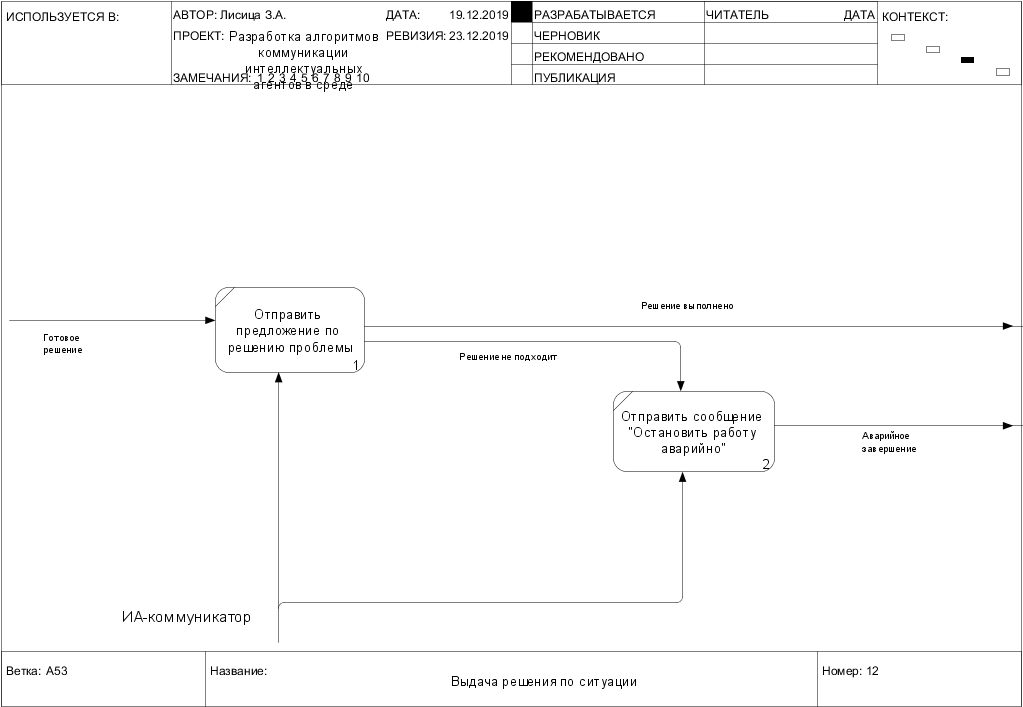 ИСПОЛЬЗУЕТСЯ В:
АВТОР: Лисица З.А.
ДАТА: 19.12.2019
ПРОЕКТ: Разработка алгоритмов
коммуникации
интеллектуальных
агентов в среде
РЕВИЗИЯ: 23.12.2019
ЗАМЕЧАНИЯ: 1 2 3 4 5 6 7 8 9 10
РАЗРАБАТЫВАЕТСЯ
ЧЕРНОВИК
РЕКОМЕНДОВАНО
ПУБЛИКАЦИЯ
ЧИТАТЕЛЬ ДАТА
КОНТЕКСТ:
Готовое
решение
Отправить
предложение по
решению проблемы
1
Решение выполнено
Решение не подходит
Отправить сообщение
"Остановить работу
аварийно"
2
Аварийное
завершение
ИА-коммуникатор
Ветка: A53
Название:
Выдача решения по ситуации
Номер: 12